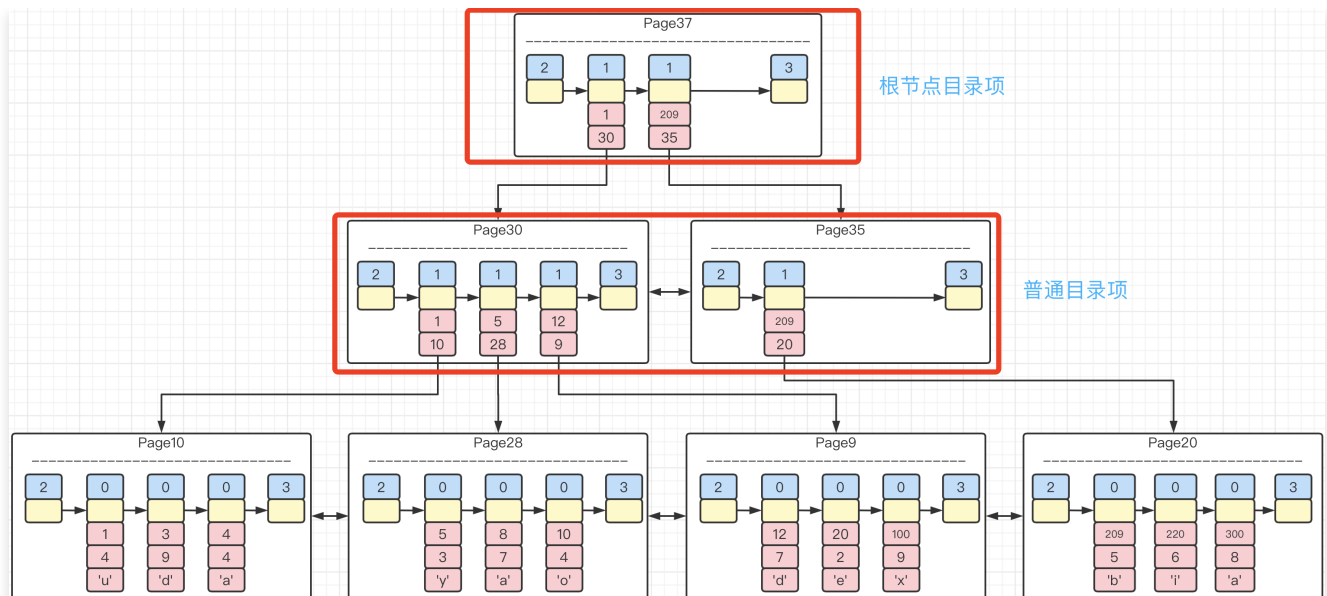 Page37
2 1 1 3
1 209
30 35
根节点目录项
Page30 Page35
2 1 1 1 3 2 1 3
1 5 12 209
10 28 9 20
普通目录项
Page10 Page28 Page9 Page20
2 0 0 0 3 2 0 0 0 3 2 0 0 0 3 2 0 0 0 3
1 3 4 5 8 10 12 20 100 209 220 300
4 9 4 3 7 4 7 2 9 5 6 8
'u' 'd' 'a' 'y' 'a' 'o' 'd' 'e' 'x' 'b' 'i' 'a'